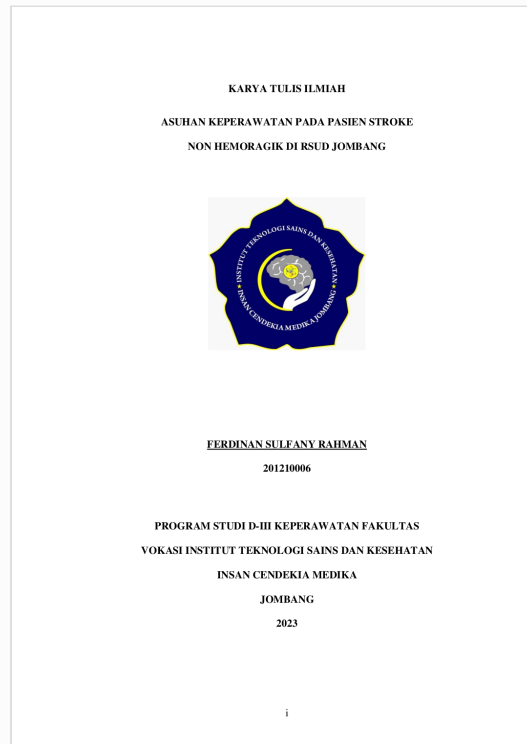 KARYA TULIS ILMIAH
ASUHAN KEPERAWATAN PADA PASIEN STROKE
NON HEMORAGIK DI RSUD JOMBANG
INSTITUT TEKNOLOGI SAINS DAN KESEHATAN
INSAN CENDEKIA MEDIKA JOMBANG
FERDINAN SULFANY RAHMAN
201210006
PROGRAM STUDI D-III KEPERAWATAN FAKULTAS
VOKASI INSTITUT TEKNOLOGI SAINS DAN KESEHATAN
INSAN CENDEKIA MEDIKA
JOMBANG
2023
i